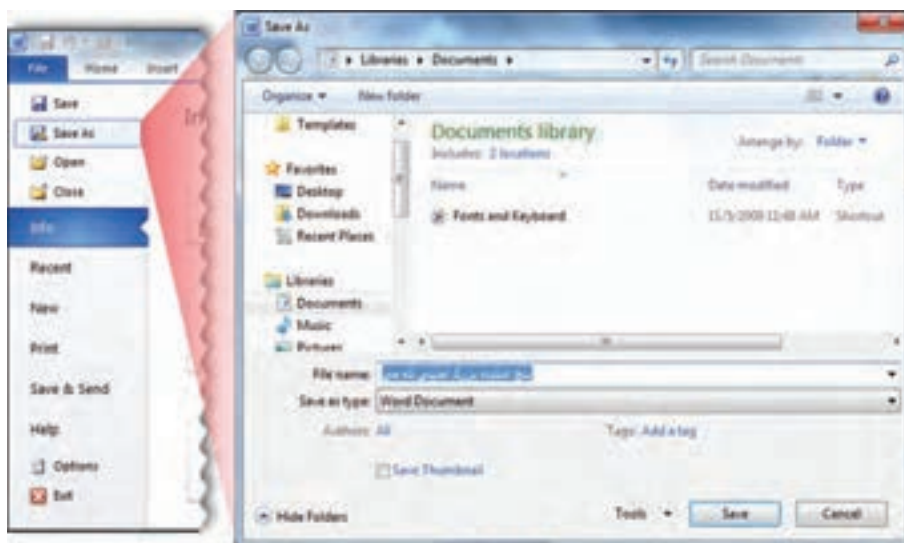 File Home Insert
Save
Save As
Open
Close
Info
Recent
New
Print
Save & Send
Help
Options
Exit
Save As
Libraries Documents
Search Documents
Organize New folder
Templates
Favorites
Desktop
Downloads
Recent Places
Libraries
Documents
Music
Pictures
Documents library
Includes: 2 locations
Arrange by: Folder
Name Date modified Type
Fonts and Keyboard AM Shortcut
File name:
Save as type: Word Document
Authors: All Tags: Add a tag
Save Thumbnail
Hide Folders Tools Save Cancel